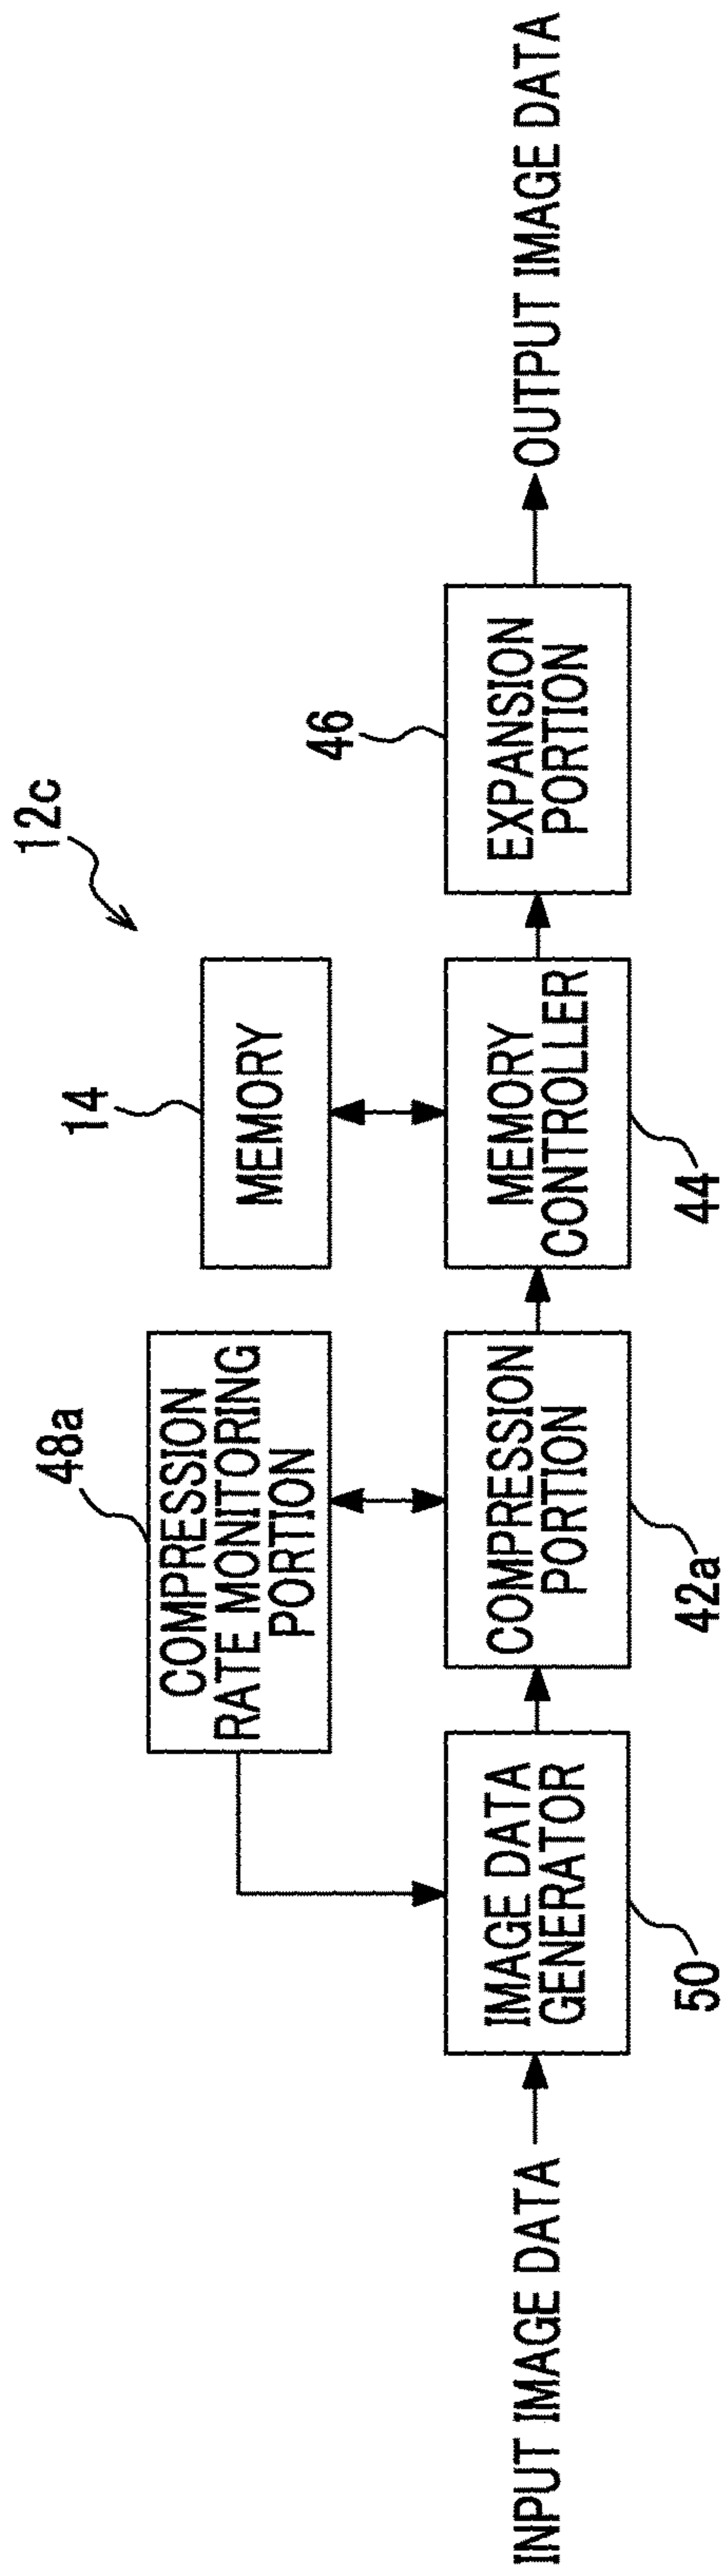 12c
48a
14
46
COMPRESSION
RATE MONITORING
PORTION
MEMORY
INPUT IMAGE DATA
IMAGE DATA
GENERATOR
COMPRESSION
PORTION
MEMORY
CONTROLLER
EXPANSION
PORTION
OUTPUT IMAGE DATA
50
42a
44